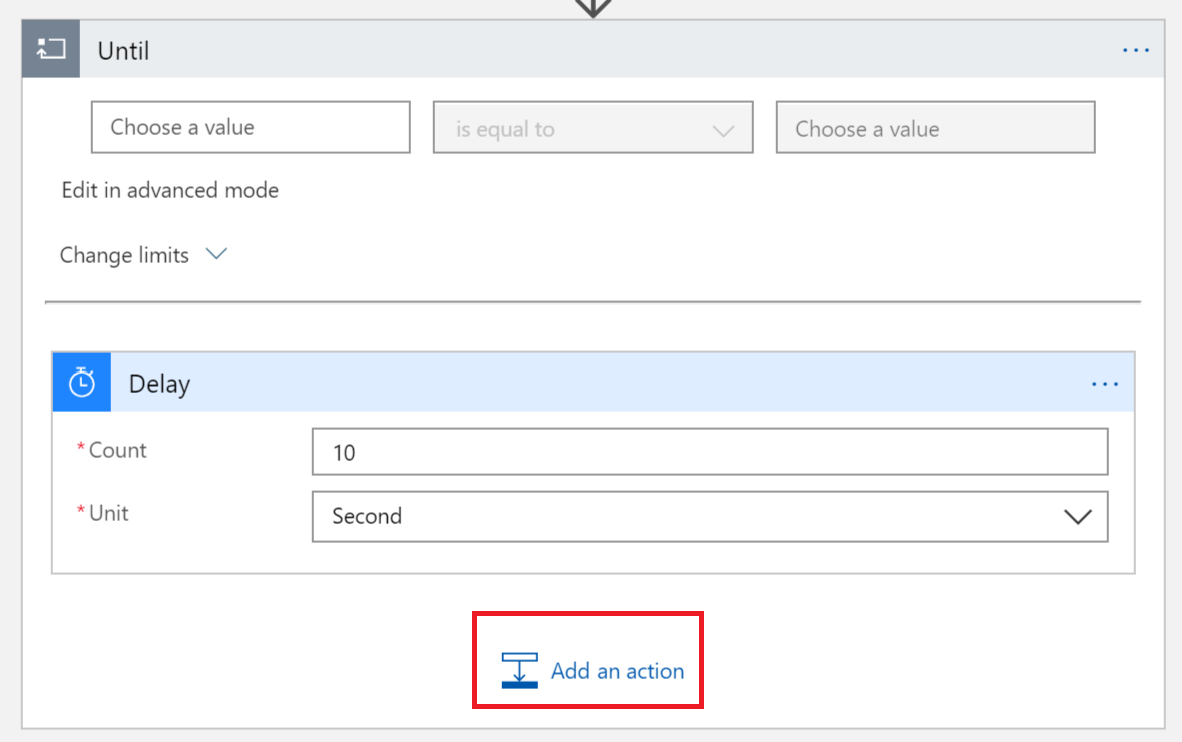 Until
Choose a value
is equal to
Choose a value
Edit in advanced mode
Change limits
Delay
* Count
10
* Unit
Second
Add an action